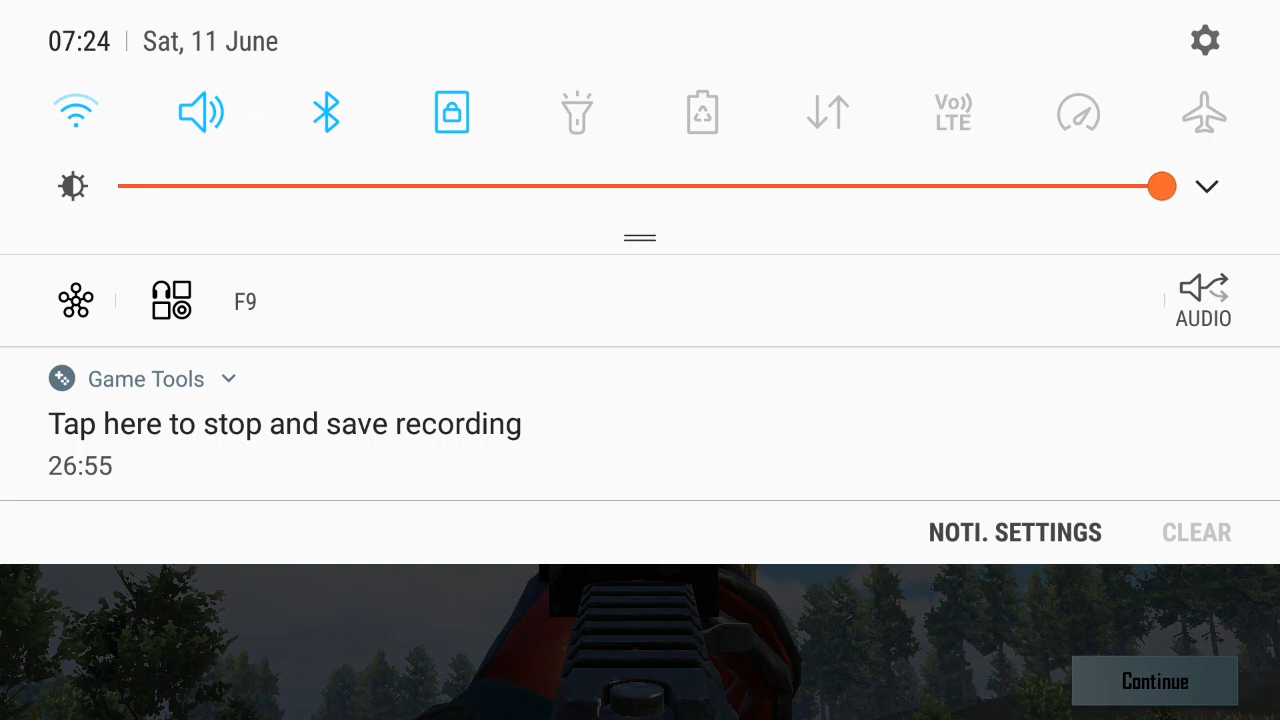 07:24 | Sat, 11 June
Vo))
LTE
F9
AUDIO
Game Tools
Tap here to stop and save recording
26:55
NOTI. SETTINGS CLEAR
Continue